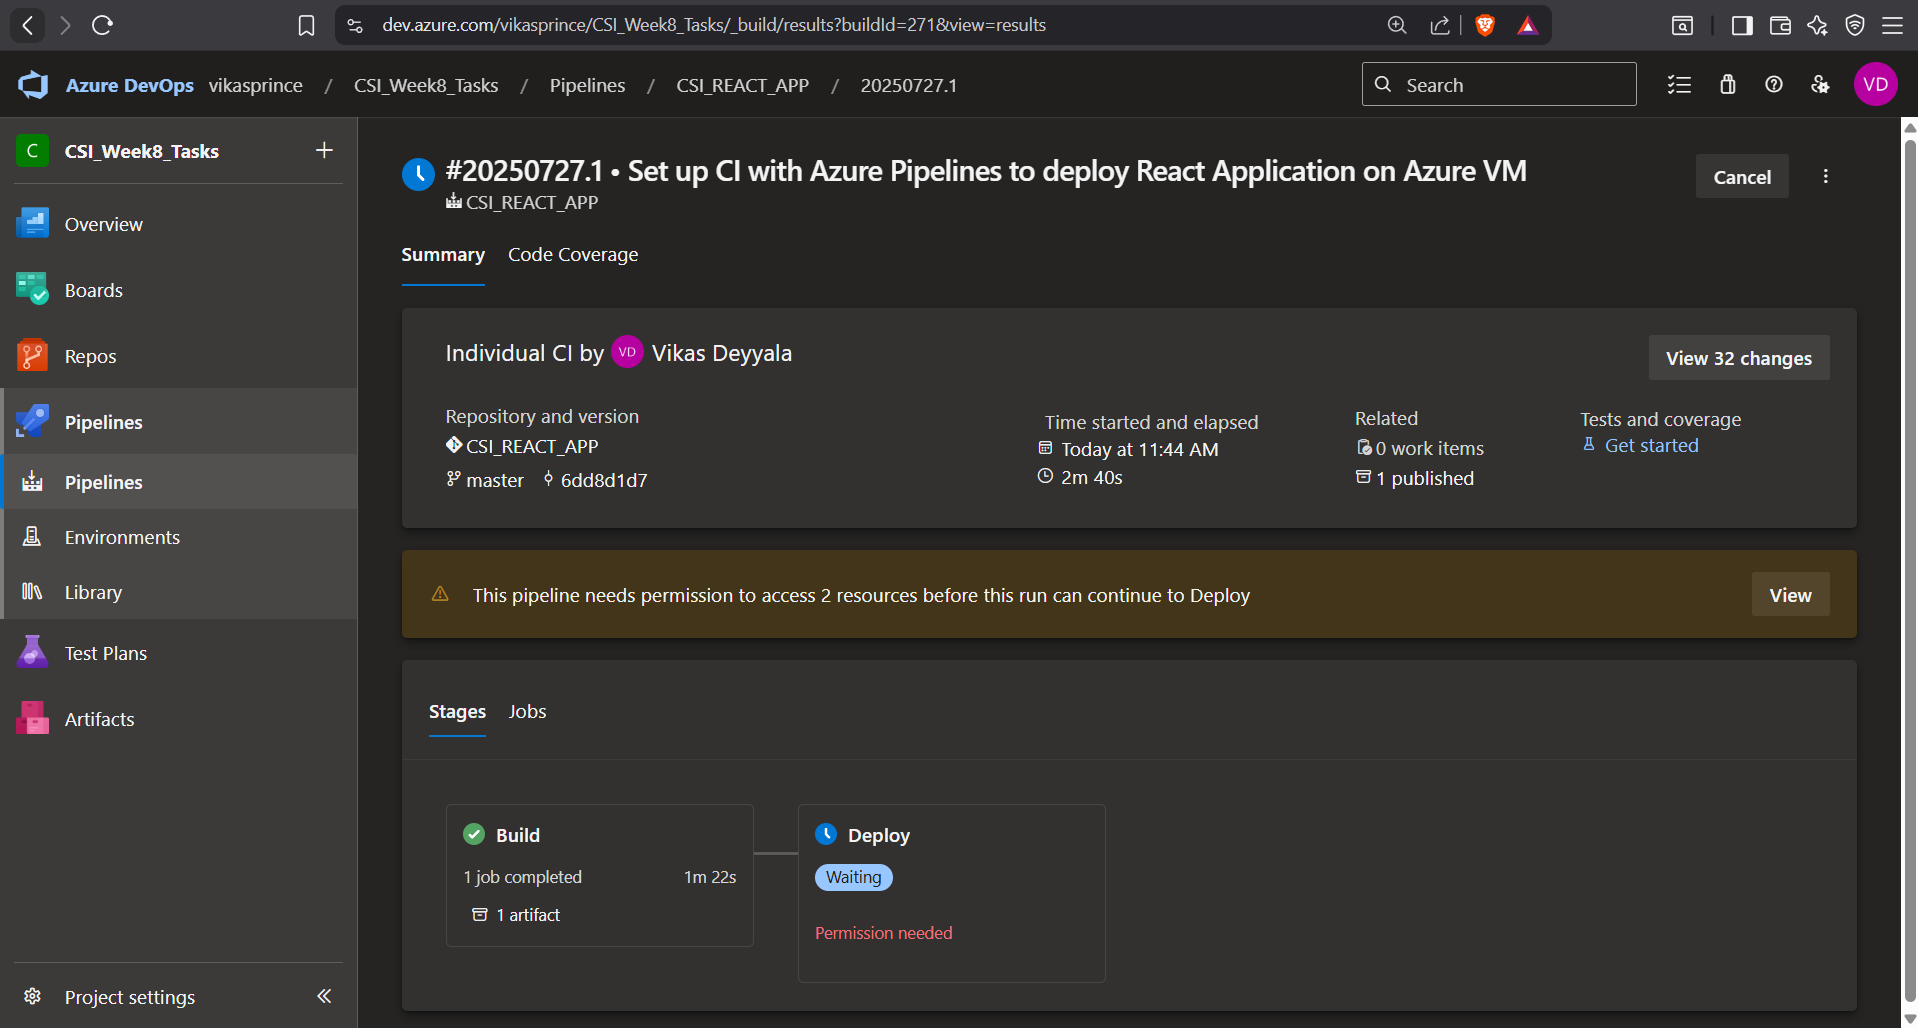 dev.azure.com/vikasprince/CSI_Week8_Tasks/_build/results?buildId=271&view=results
Azure DevOps vikasprince / CSI_Week8_Tasks / Pipelines / CSI_REACT_APP / 20250727.1
Search
VD
C CSI_Week8_Tasks
Overview
Boards
Repos
Pipelines
Pipelines
Environments
Library
Test Plans
Artifacts
Project settings
#20250727.1 • Set up CI with Azure Pipelines to deploy React Application on Azure VM
CSI_REACT_APP
Cancel
Summary Code Coverage
Individual CI by VD Vikas Deyyala
View 32 changes
Repository and version
CSI_REACT_APP
master 6dd8d1d7
Time started and elapsed
Today at 11:44 AM
2m 40s
Related
0 work items
1 published
Tests and coverage
Get started
This pipeline needs permission to access 2 resources before this run can continue to Deploy
View
Stages Jobs
Build
1 job completed 1m 22s
1 artifact
Deploy
Waiting
Permission needed